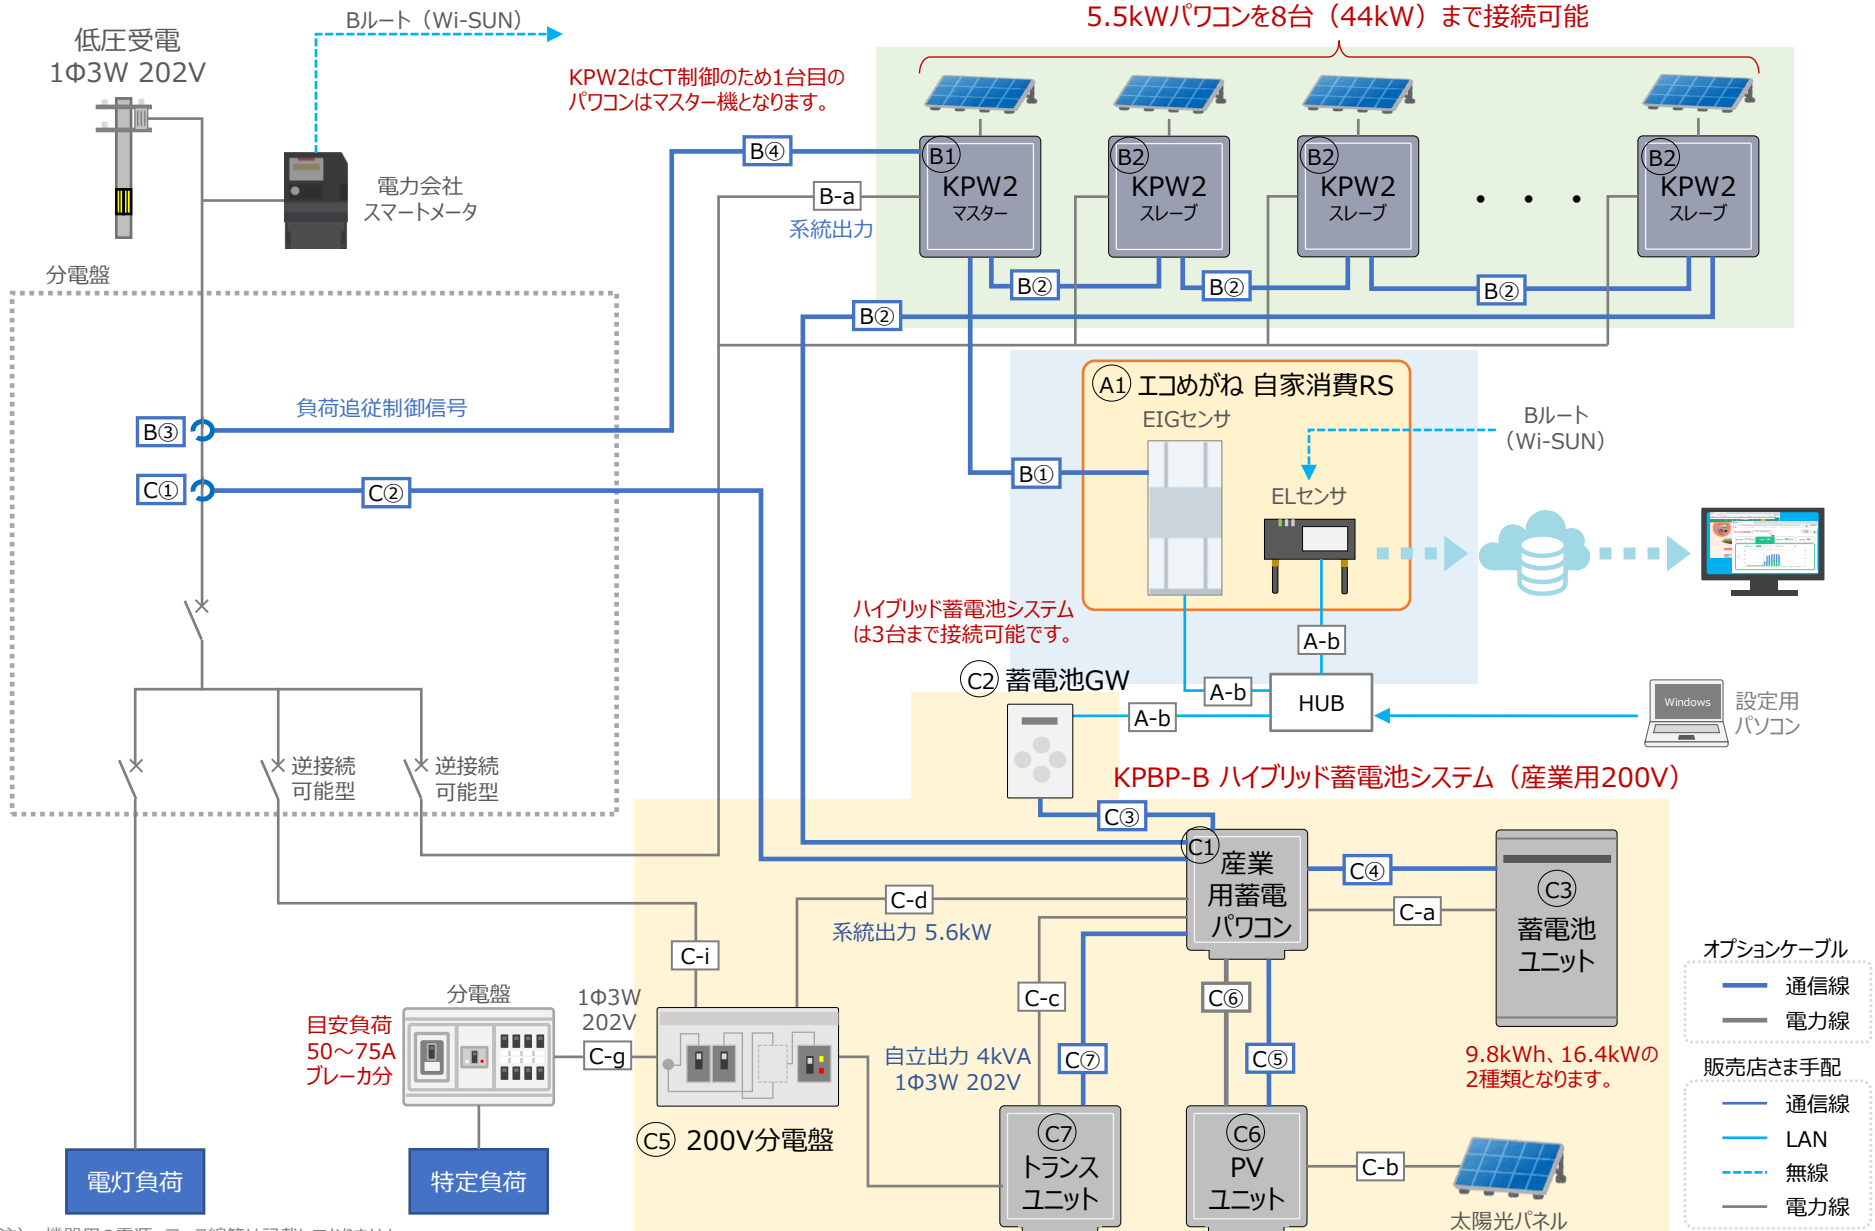 5.5kWパワコンを8台（44kW）まで接続可能
Bルート（Wi-SUN）
低圧受電
1Φ3W 202V
KPW2はCT制御のため1台目の
パワコンはマスター機となります。
電力会社
スマートメータ
B④
B-a
系統出力
B1
KPW2
マスター
B2
KPW2
スレーブ
B2
KPW2
スレーブ
・・・
B2
KPW2
スレーブ
B②
B②
B②
B②
分電盤
負荷追従制御信号
B③
C①
C②
A1 エコめがね 自家消費RS
EIGセンサ
B①
ELセンサ
Bルート
（Wi-SUN）
ハイブリッド蓄電池システム
は3台まで接続可能です。
A-b
A-b
A-b
HUB
C2 蓄電池GW
Windows
設定用
パソコン
逆接続
可能型
逆接続
可能型
KPBP-B ハイブリッド蓄電池システム（産業用200V）
C③
C1
産業
用蓄電
パワコン
C④
C-a
C3
蓄電池
ユニット
C-d
系統出力 5.6kW
C-i
C-c
C⑥
C⑦
C⑤
分電盤
1Φ3W
202V
目安負荷
50～75A
ブレーカ分
C-g
自立出力 4kVA
1Φ3W 202V
9.8kWh、16.4kWの
2種類となります。
C5 200V分電盤
C7
トランス
ユニット
C6
PV
ユニット
C-b
太陽光パネル
電灯負荷
特定負荷
オプションケーブル
通信線
電力線
販売店さま手配
通信線
LAN
無線
電力線